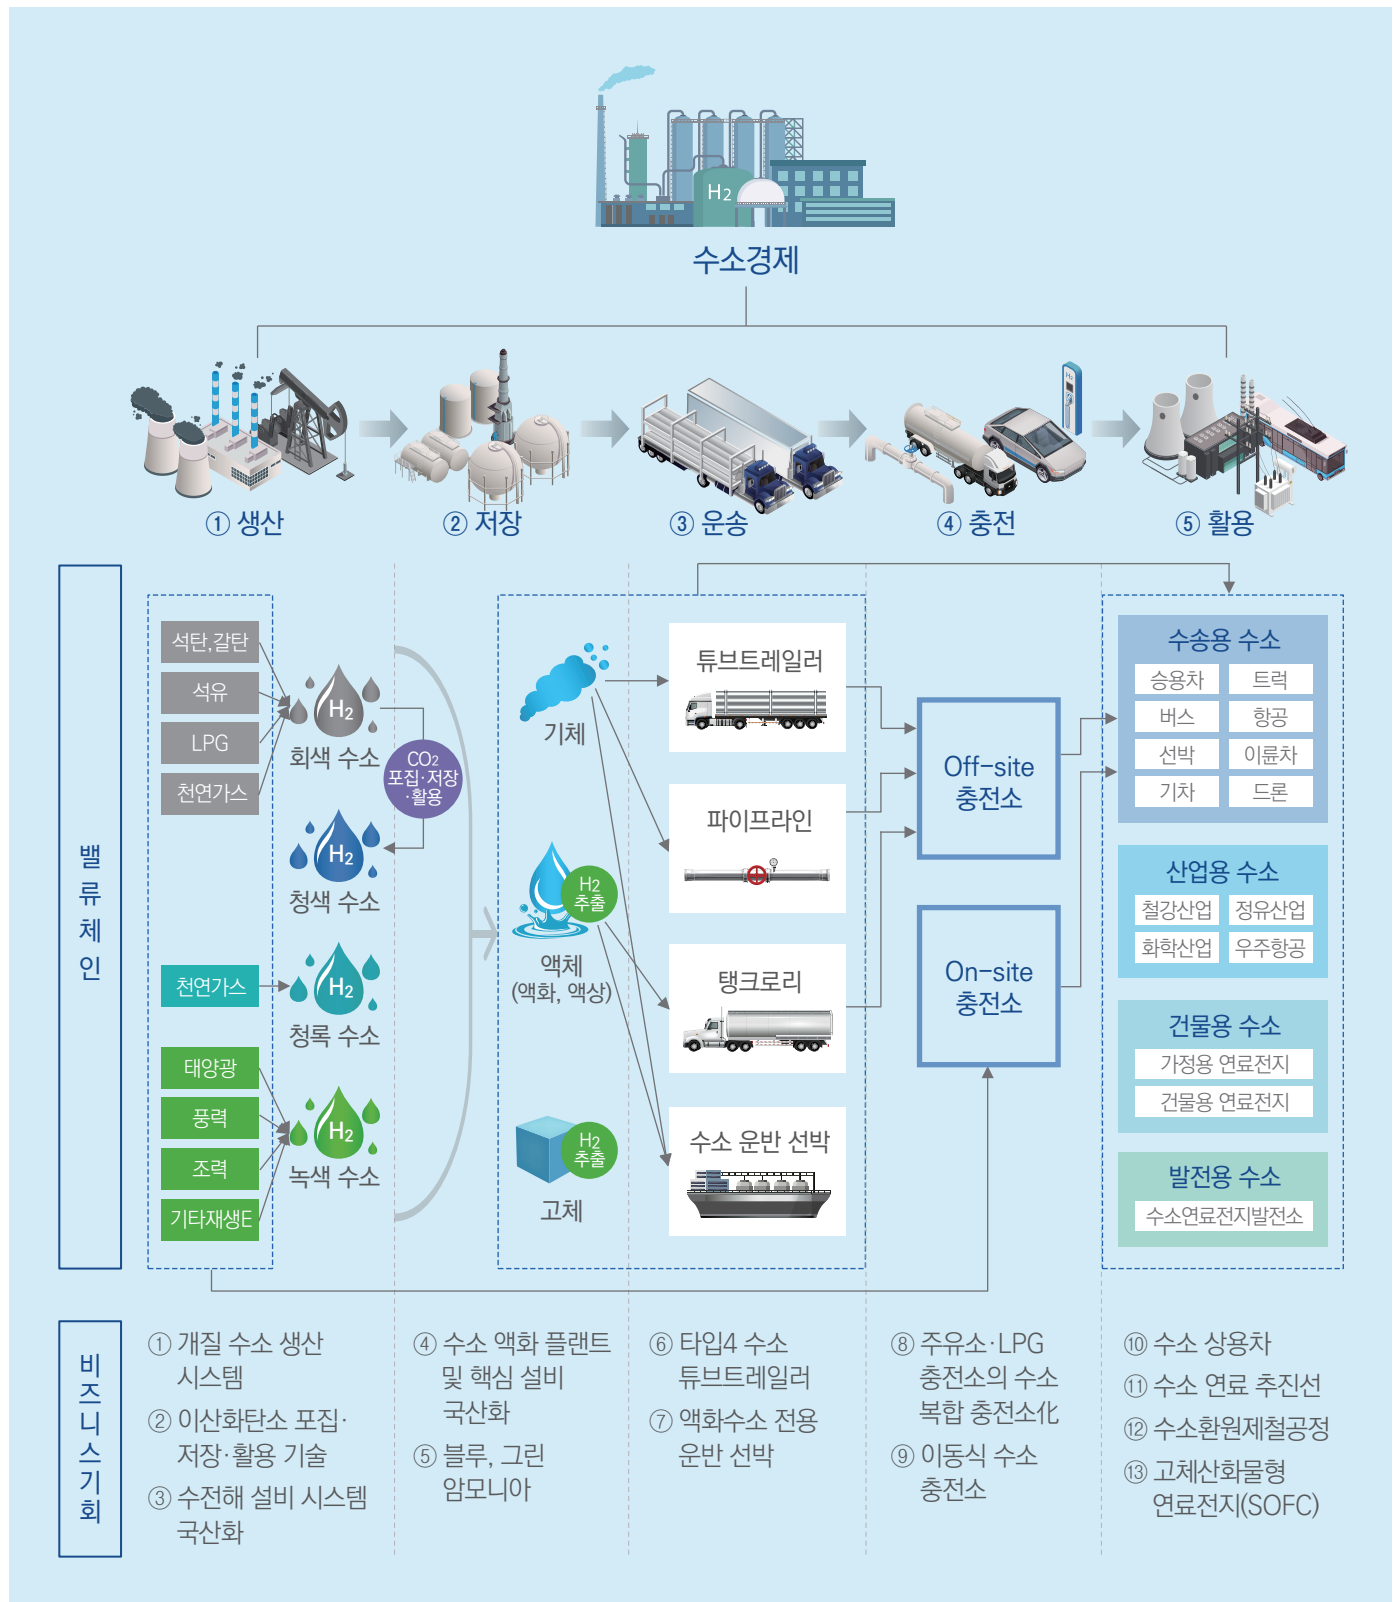 H2
수소경제
H2
① 생산
② 저장
③ 운송
④ 충전
⑤ 활용
밸류체인
석탄,갈탄
석유
LPG
천연가스
H2
회색 수소
CO2
포집·저장
·활용
H2
청색 수소
천연가스
H2
청록 수소
태양광
풍력
조력
기타재생E
H2
녹색 수소
기체
H2
추출
액체
(액화, 액상)
H2
추출
고체
튜브트레일러
파이프라인
탱크로리
수소 운반 선박
Off-site
충전소
On-site
충전소
수송용 수소
승용차
트럭
버스
항공
선박
이륜차
기차
드론
산업용 수소
철강산업
정유산업
화학산업
우주항공
건물용 수소
가정용 연료전지
건물용 연료전지
발전용 수소
수소연료전지발전소
비즈니스기회
① 개질 수소 생산
시스템
② 이산화탄소 포집·
저장·활용 기술
③ 수전해 설비 시스템
국산화
④ 수소 액화 플랜트
및 핵심 설비
국산화
⑤ 블루, 그린
암모니아
⑥ 타입4 수소
튜브트레일러
⑦ 액화수소 전용
운반 선박
⑧ 주유소·LPG
충전소의 수소
복합 충전소化
⑨ 이동식 수소
충전소
⑩ 수소 상용차
⑪ 수소 연료 추진선
⑫ 수소환원제철공정
⑬ 고체산화물형
연료전지(SOFC)